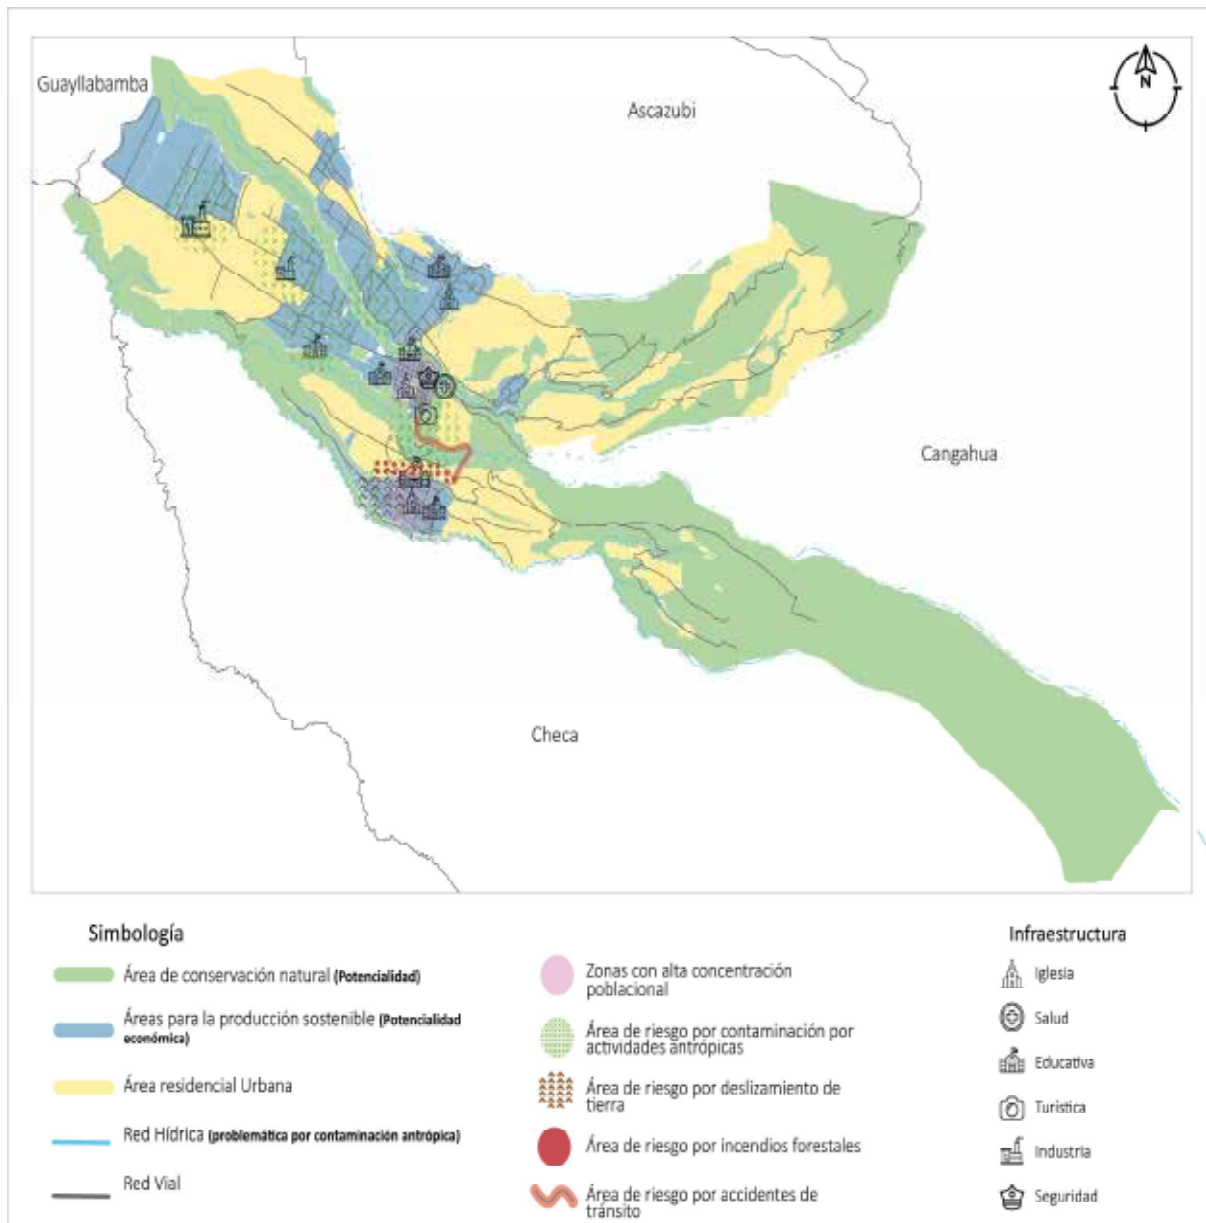 Guayllabamba
Ascazubi
N
Cangahua
Checa
Simbología
Área de conservación natural (Potencialidad)
Áreas para la producción sostenible (Potencialidad
económica)
Área residencial Urbana
Red Hídrica (problemática por contaminación antrópica)
Red Vial
Zonas con alta concentración
poblacional
Área de riesgo por contaminación por
actividades antrópicas
Área de riesgo por deslizamiento de
tierra
Área de riesgo por incendios forestales
Área de riesgo por accidentes de
tránsito
Infraestructura
Iglesia
Salud
Educativa
Turistica
Industria
Seguridad